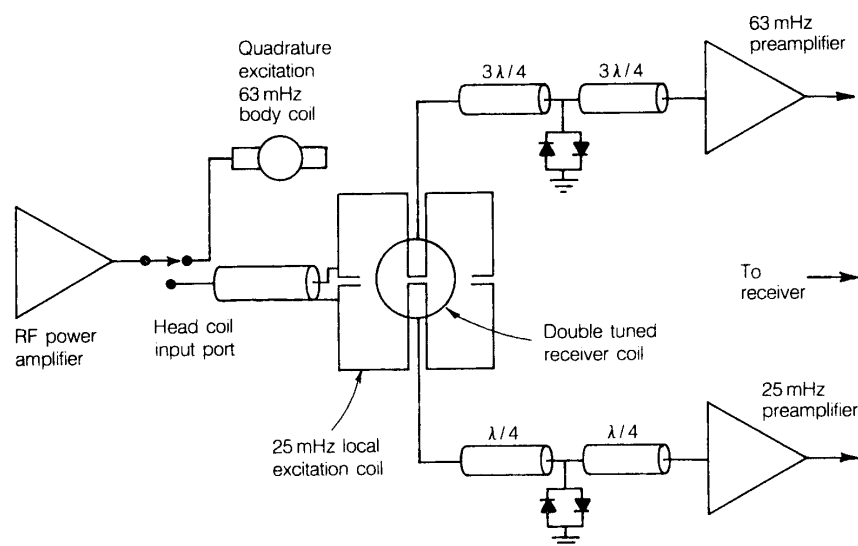 Quadrature
excitation
63 mHz
body coil
3λ/4
3λ/4
63 mHz
preamplifier
RF power
amplifier
Head coil
input port
Double tuned
receiver coil
To
receiver
25 mHz local
excitation coil
λ/4
λ/4
25 mHz
preamplifier